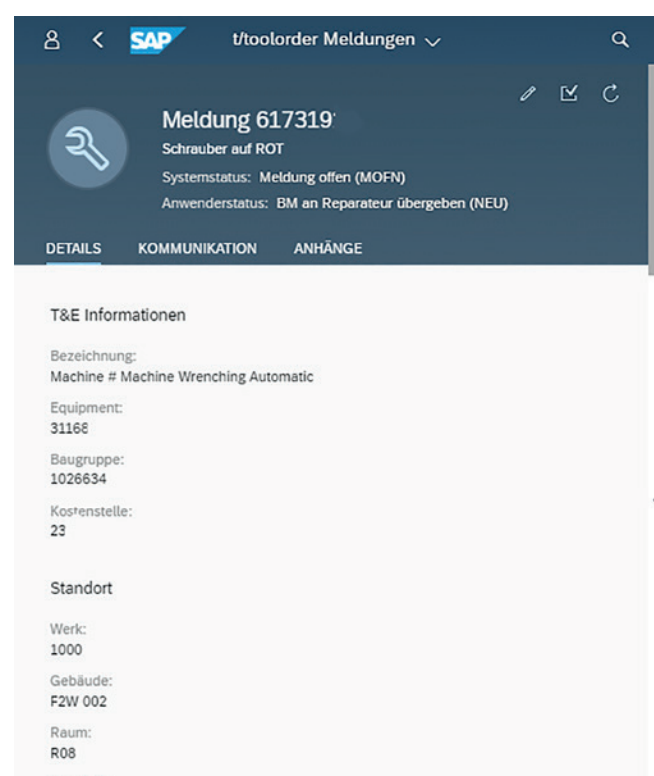 SAP t/toolorder Meldungen
Meldung 617319
Schrauber auf ROT
Systemstatus: Meldung offen (MOFN)
Anwenderstatus: BM an Reparateur übergeben (NEU)
DETAILS KOMMUNIKATION ANHÄNGE
T&E Informationen
Bezeichnung:
Machine # Machine Wrenching Automatic
Equipment:
31168
Baugruppe:
1026634
Kostenstelle:
23
Standort
Werk:
1000
Gebäude:
F2W 002
Raum:
R08